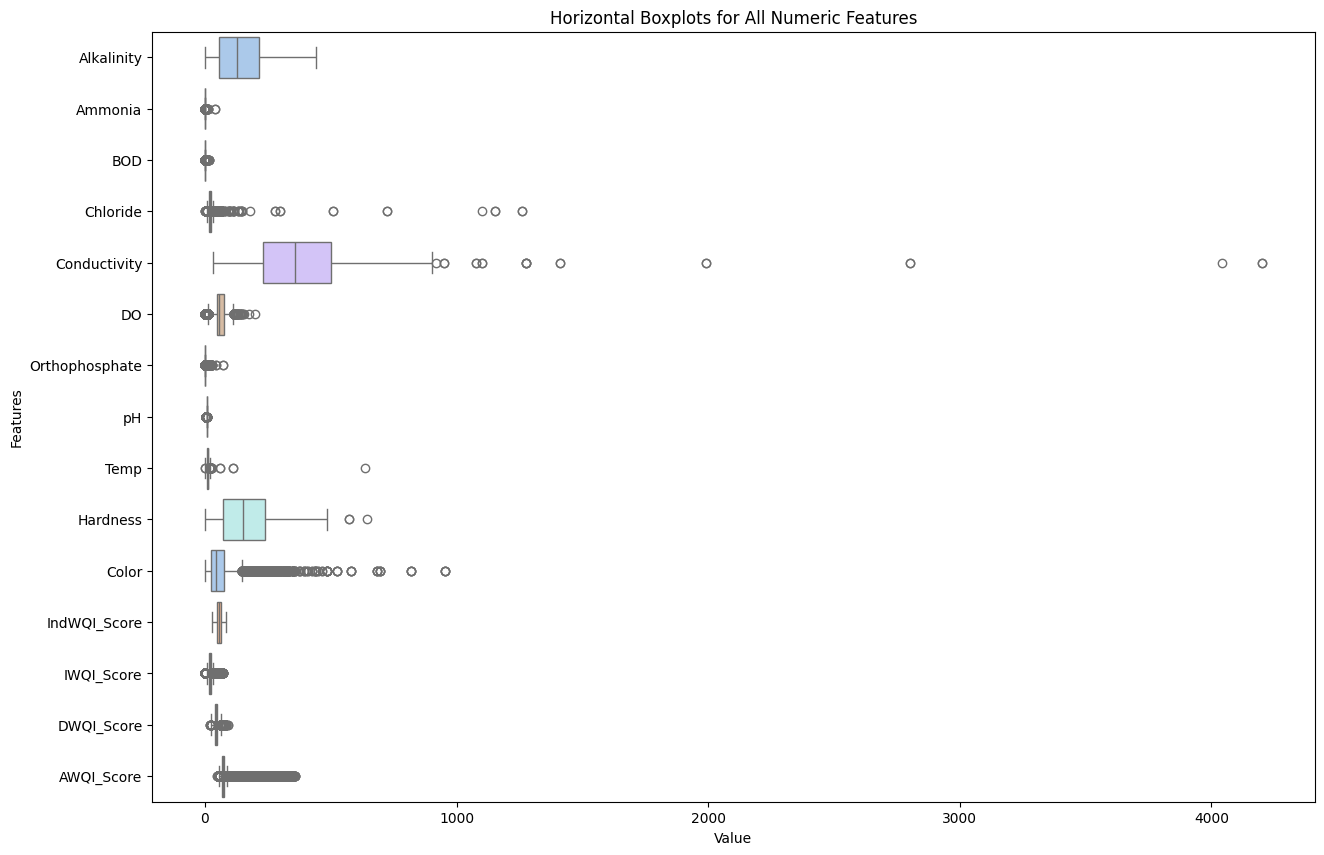 Horizontal Boxplots for All Numeric Features
Alkalinity
Ammonia
BOD
Chloride
Conductivity
DO
Orthophosphate
pH
Temp
Hardness
Color
IndWQI_Score
IWQI_Score
DWQI_Score
AWQI_Score
Features
0 1000 2000 3000 4000
Value